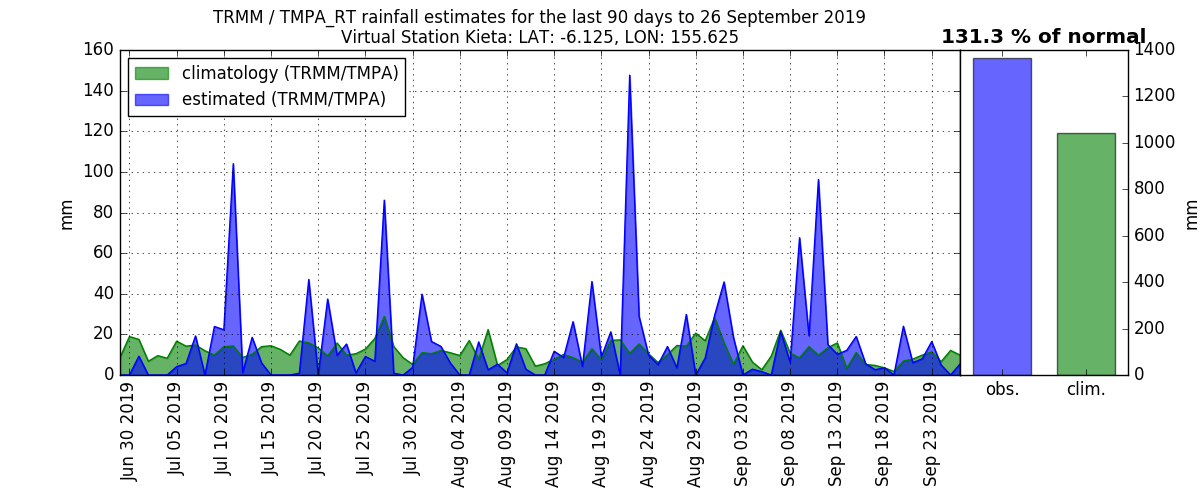 TRMM / TMPA_RT rainfall estimates for the last 90 days to 26 September 2019
Virtual Station Kieta: LAT: -6.125, LON: 155.625
131.3 % of normal
climatology (TRMM/TMPA)
estimated (TRMM/TMPA)
mm
160
140
120
100
80
60
40
20
0
Jun 30 2019
Jul 05 2019
Jul 10 2019
Jul 15 2019
Jul 20 2019
Jul 25 2019
Jul 31 2019
Aug 04 2019
Aug 09 2019
Aug 14 2019
Aug 19 2019
Aug 24 2019
Aug 29 2019
Sep 03 2019
Sep 08 2019
Sep 13 2019
Sep 18 2019
Sep 23 2019
1400
1200
1000
800
600
400
200
0
mm
obs.
clim.